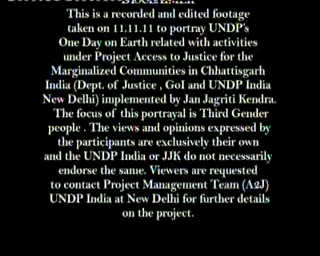 This is a recorded and edited footage
taken on 11.11.11 to portray UNDP's
One Day on Earth related with activities
under Project Access to Justice for the
Marginalized Communities in Chhattisgarh
India (Dept. of Justice , GoI and UNDP India
New Delhi) implemented by Jan Jagriti Kendra.
The focus of this portrayal is Third Gender
people . The views and opinions expressed by
the participants are exclusively their own
and the UNDP India or JJK do not necessarily
endorse the same. Viewers are requested
to contact Project Management Team (A2J)
UNDP India at New Delhi for further details
on the project.